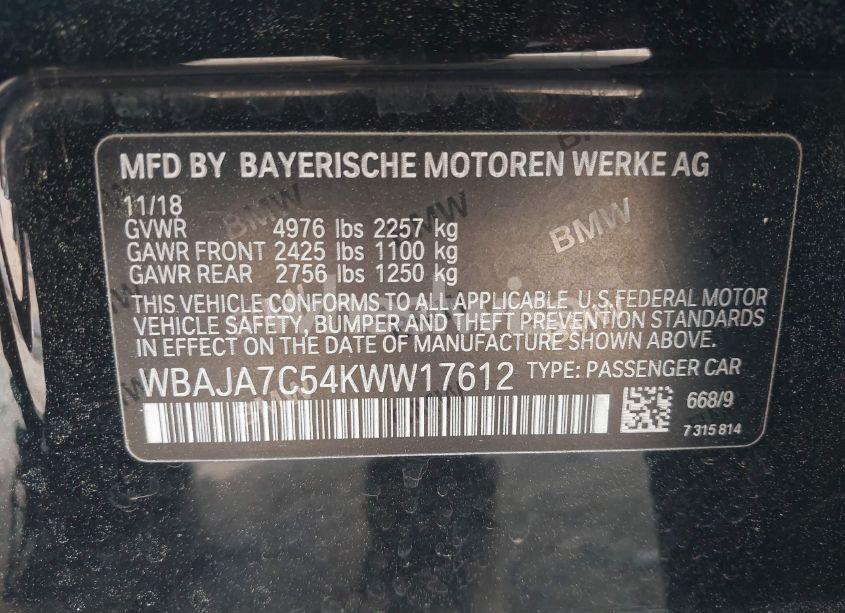 MFD BY BAYERISCHE MOTOREN WERKE AG
11/18
GVWR 4976 lbs 2257 kg
GAWR FRONT 2425 lbs 1100 kg
GAWR REAR 2756 lbs 1250 kg
THIS VEHICLE CONFORMS TO ALL APPLICABLE U.S.FEDERAL MOTOR
VEHICLE SAFETY, BUMPER AND THEFT PREVENTION STANDARDS
IN EFFECT ON THE DATE OF MANUFACTURE SHOWN ABOVE.
WBAJA7C54KWW17612 TYPE: PASSENGER CAR
668/9
7 315 814
BMW
BMW
BMW